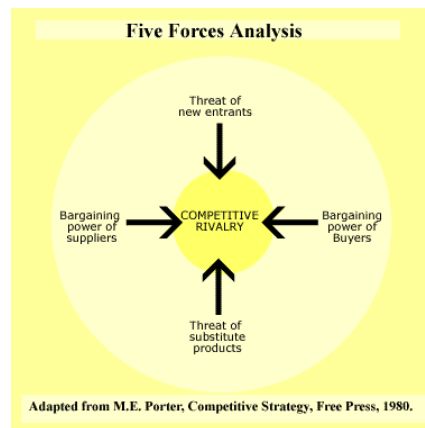 Five Forces Analysis
Threat of
new entrants
Bargaining
power of
suppliers
COMPETITIVE
RIVALRY
Bargaining
power of
Buyers
Threat of
substitute
products
Adapted from M.E. Porter, Competitive Strategy, Free Press, 1980.